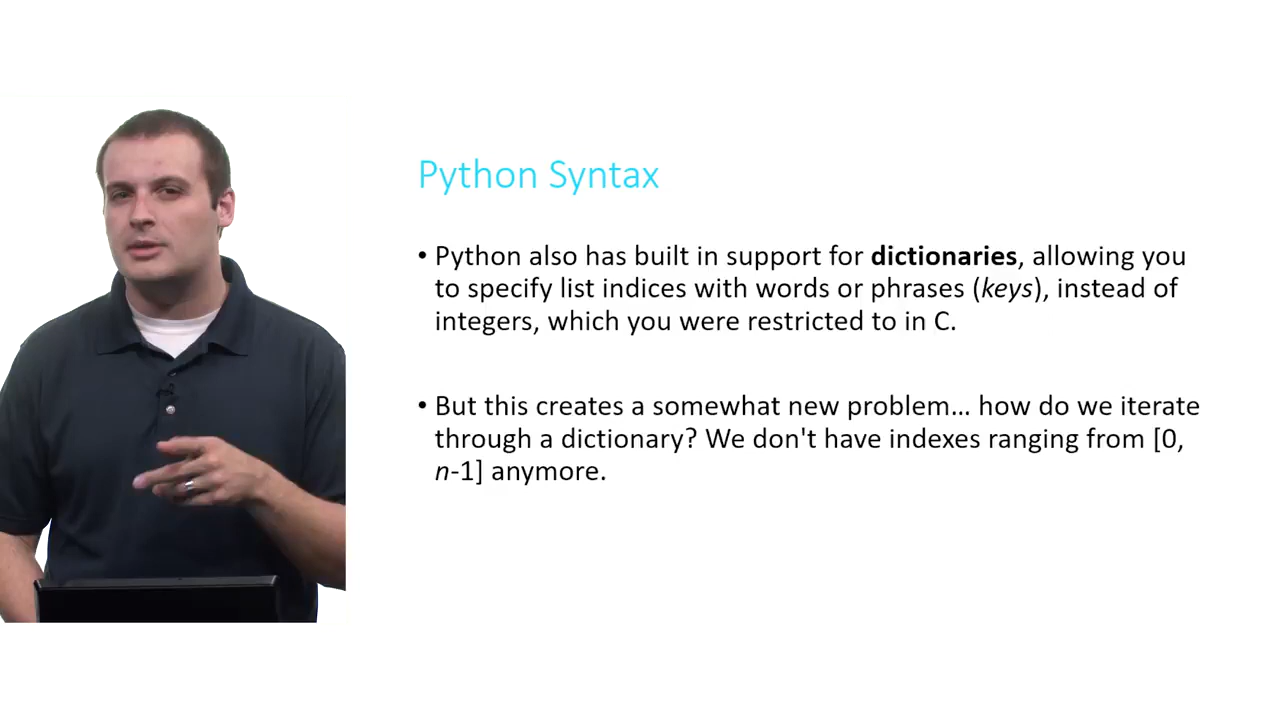 Python Syntax
• Python also has built in support for dictionaries, allowing you
to specify list indices with words or phrases (keys), instead of
integers, which you were restricted to in C.
• But this creates a somewhat new problem… how do we iterate
through a dictionary? We don't have indexes ranging from [0,
n-1] anymore.